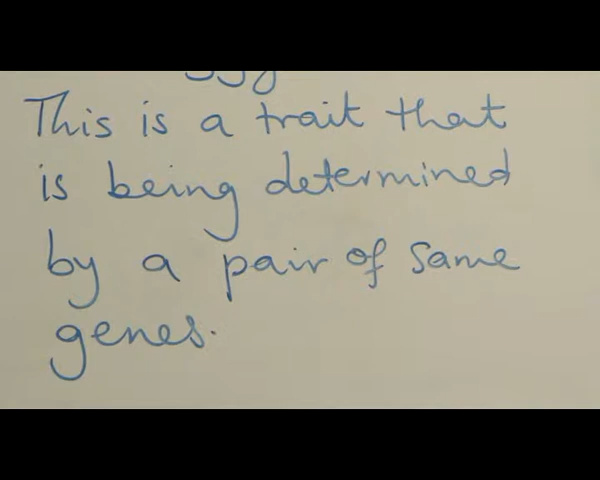 This is a trait that
is being determined
by a pair of same
genes.